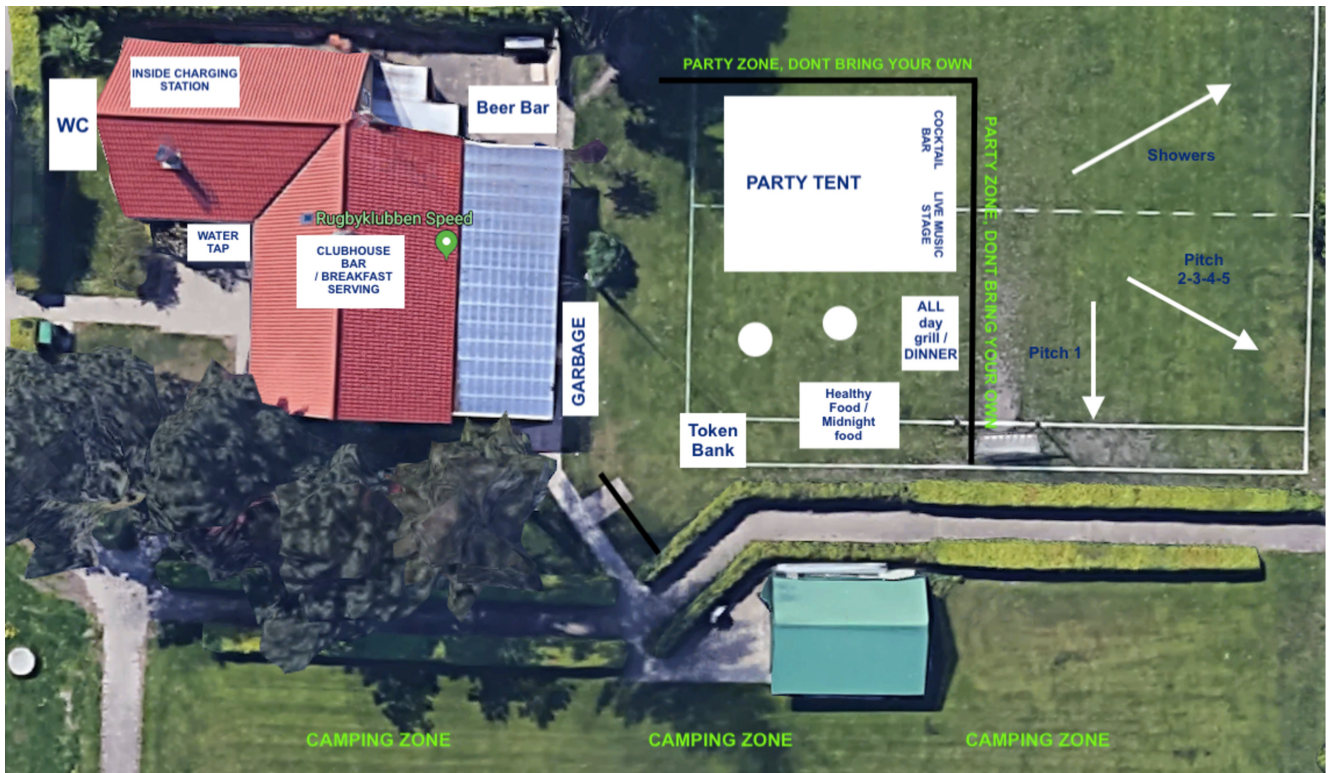 PARTY ZONE, DONT BRING YOUR OWN
INSIDE CHARGING
STATION
WC
Beer Bar
COCKTAIL
BAR
PARTY TENT
LIVE MUSIC
STAGE
PARTY ZONE, DONT BRING YOUR OWN
Showers
Rugbyklubben Speed
WATER
TAP
CLUBHOUSE
BAR
/ BREAKFAST
SERVING
Pitch
2-3-4-5
GARBAGE
ALL
day
grill /
DINNER
Pitch 1
Healthy
Food /
Midnight
food
Token
Bank
CAMPING ZONE
CAMPING ZONE
CAMPING ZONE